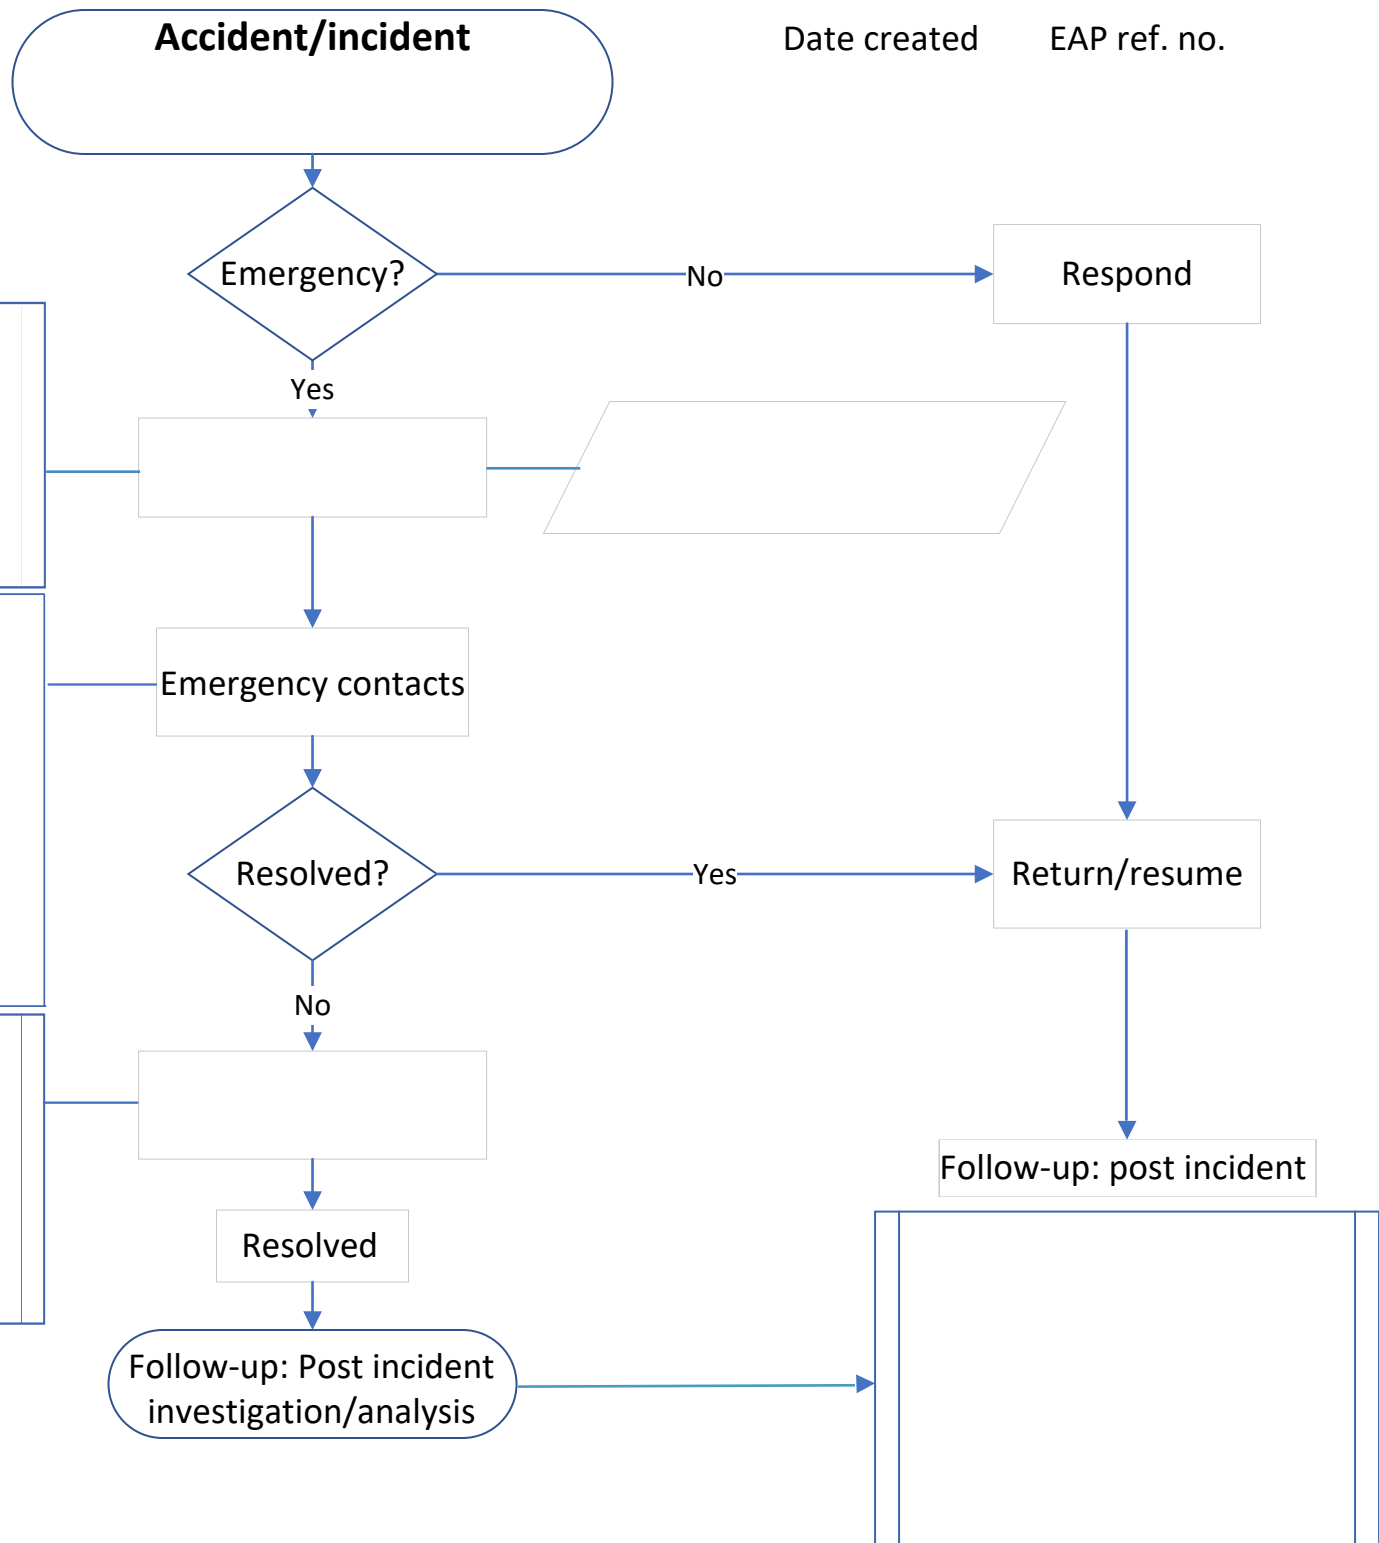 Accident/incident
Date created
EAP ref. no.
Emergency?
No
Respond
Yes
Emergency contacts
Resolved?
Yes
Return/resume
No
Follow-up: post incident
Resolved
Follow-up: Post incident
investigation/analysis